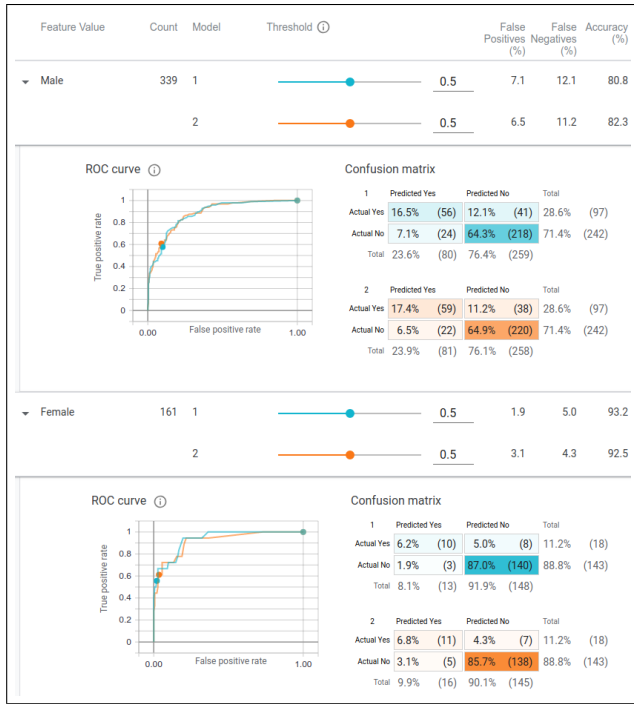 Feature Value Count Model Threshold ⓘ False Positives (%) False Negatives (%) Accuracy (%)
Male 339 1 0.5 7.1 12.1 80.8
2 0.5 6.5 11.2 82.3
ROC curve ⓘ
1
0.8
0.6
0.4
0.2
0
True positive rate
0.00 False positive rate 1.00
Confusion matrix
1 Predicted Yes Predicted No Total
Actual Yes 16.5% (56) 12.1% (41) 28.6% (97)
Actual No 7.1% (24) 64.3% (218) 71.4% (242)
Total 23.6% (80) 76.4% (259)
2 Predicted Yes Predicted No Total
Actual Yes 17.4% (59) 11.2% (38) 28.6% (97)
Actual No 6.5% (22) 64.9% (220) 71.4% (242)
Total 23.9% (81) 76.1% (258)
Female 161 1 0.5 1.9 5.0 93.2
2 0.5 3.1 4.3 92.5
ROC curve ⓘ
1
0.8
0.6
0.4
0.2
0
True positive rate
0.00 False positive rate 1.00
Confusion matrix
1 Predicted Yes Predicted No Total
Actual Yes 6.2% (10) 5.0% (8) 11.2% (18)
Actual No 1.9% (3) 87.0% (140) 88.8% (143)
Total 8.1% (13) 91.9% (148)
2 Predicted Yes Predicted No Total
Actual Yes 6.8% (11) 4.3% (7) 11.2% (18)
Actual No 3.1% (5) 85.7% (138) 88.8% (143)
Total 9.9% (16) 90.1% (145)